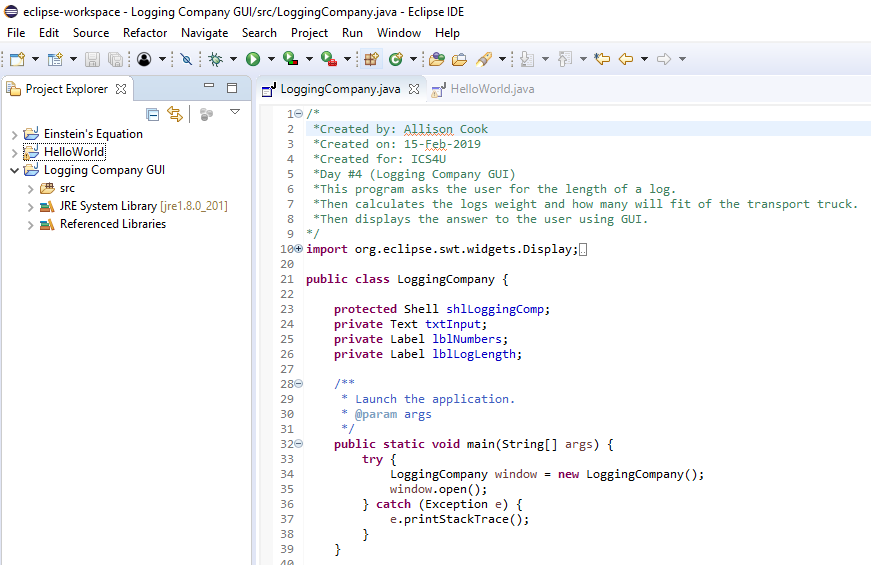 eclipse-workspace - Logging Company GUI/src/LoggingCompany.java - Eclipse IDE
File Edit Source Refactor Navigate Search Project Run Window Help
Project Explorer
Einstein's Equation
HelloWorld
Logging Company GUI
src
JRE System Library [jre1.8.0_201]
Referenced Libraries
LoggingCompany.java HelloWorld.java
1 /*
2 *Created by: Allison Cook
3 *Created on: 15-Feb-2019
4 *Created for: ICS4U
5 *Day #4 (Logging Company GUI)
6 *This program asks the user for the length of a log.
7 *Then calculates the logs weight and how many will fit of the transport truck.
8 *Then displays the answer to the user using GUI.
9 */
10 import org.eclipse.swt.widgets.Display;
20
21 public class LoggingCompany {
22
23 protected Shell shlLoggingComp;
24 private Text txtInput;
25 private Label lblNumbers;
26 private Label lblLogLength;
27
28 /**
29 * Launch the application.
30 * @param args
31 */
32 public static void main(String[] args) {
33 try {
34 LoggingCompany window = new LoggingCompany();
35 window.open();
36 } catch (Exception e) {
37 e.printStackTrace();
38 }
39 }
40